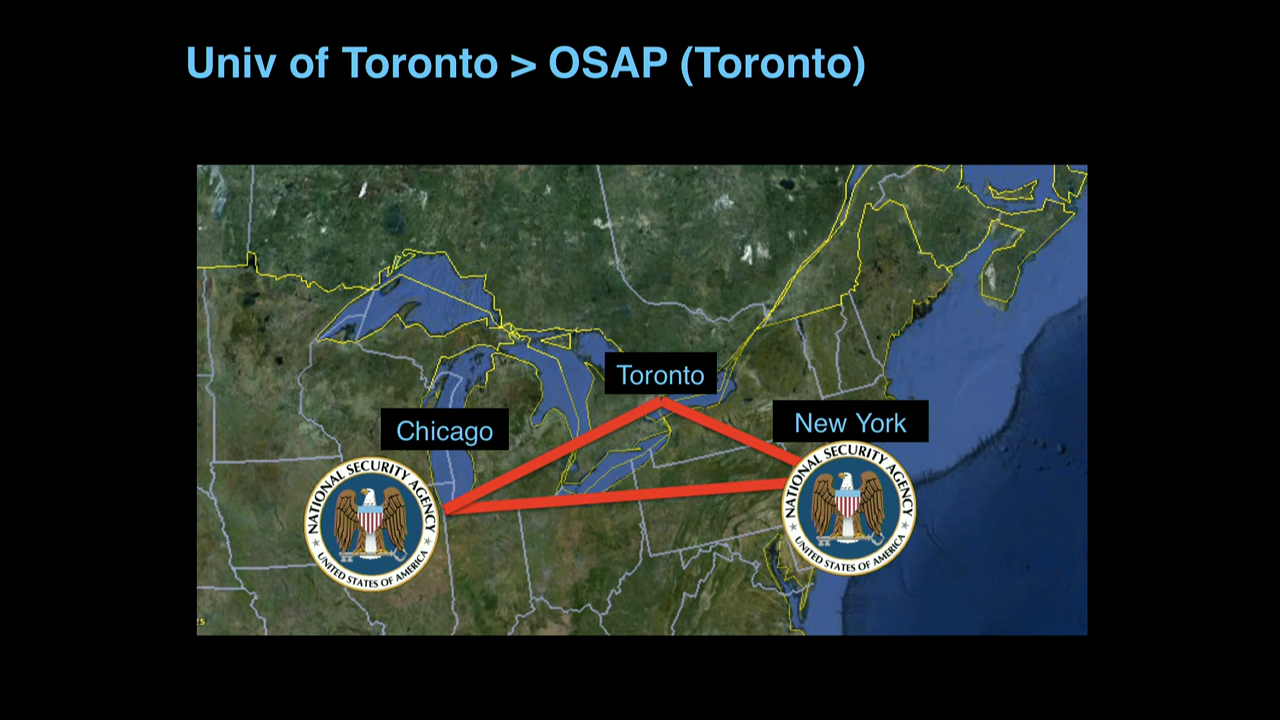 Univ of Toronto > OSAP (Toronto)
Toronto
Chicago
New York
NATIONAL SECURITY AGENCY
UNITED STATES OF AMERICA
NATIONAL SECURITY AGENCY
UNITED STATES OF AMERICA